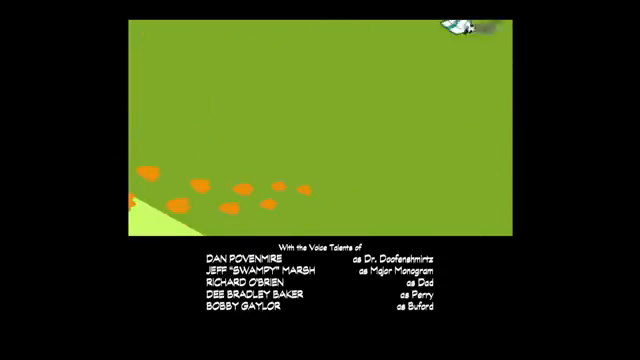 With the Voice Talents of
DAN POVENMIRE as Dr. Doofenshmirtz
JEFF "SWAMPY" MARSH as Major Monogram
RICHARD O'BRIEN as Dad
DEE BRADLEY BAKER as Perry
BOBBY GAYLOR as Buford